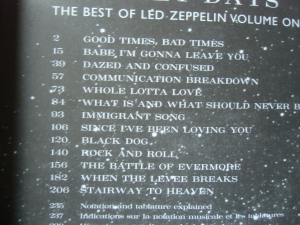 DAYS
THE BEST OF LED ZEPPELIN VOLUME ON
2 GOOD TIMES, BAD TIMES
15 BABE I'M GONNA LEAVE YOU
39 DAZED AND CONFUSED
57 COMMUNICATION BREAKDOWN
73 WHOLE LOTTA LOVE
84 WHAT IS AND WHAT SHOULD NEVER B
93 IMMIGRANT SONG
106 SINCE I'VE BEEN LOVING YOU
120 BLACK DOG
140 ROCK AND ROLL
156 THE BATTLE OF EVERMORE
182 WHEN THE LEVEE BREAKS
206 STAIRWAY TO HEAVEN
235 Notation and tablature explained
237 Indications sur la notation musicale et les tablatures